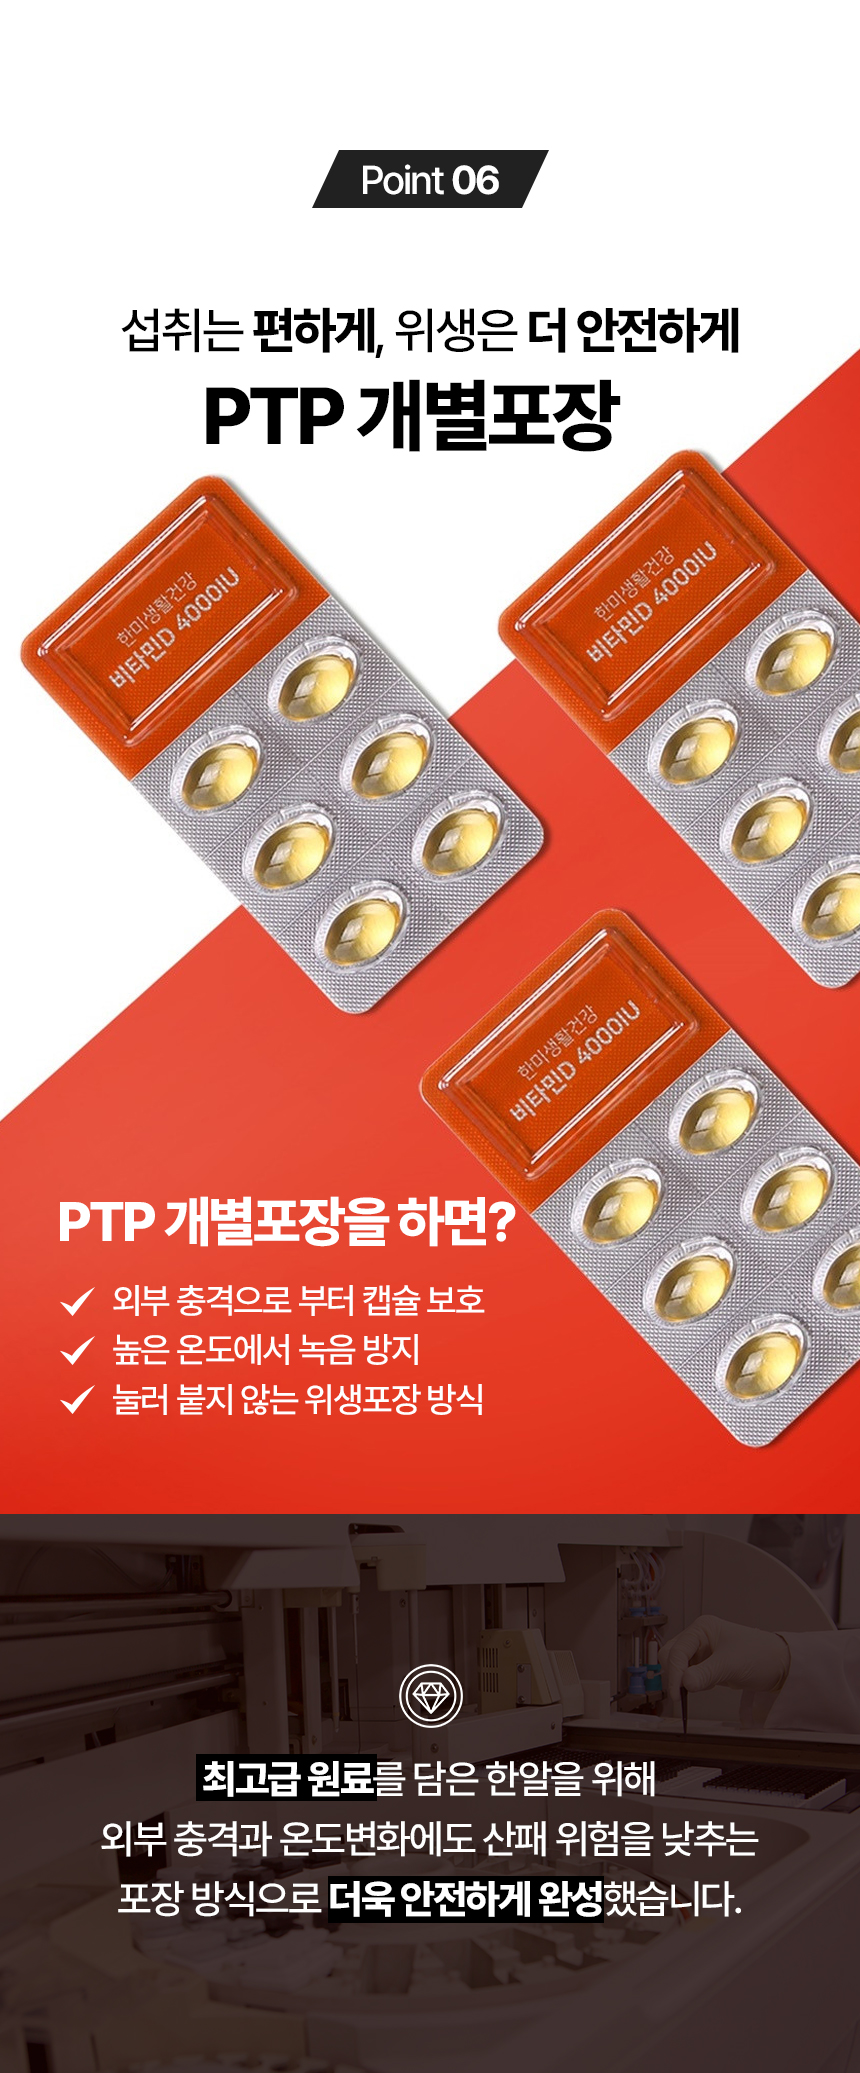 Point 06
섭취는 편하게, 위생은 더 안전하게
PTP 개별포장
한미생활건강
비타민D 4000IU
한미생활건강
비타민D 4000IU
한미생활건강
비타민D 4000IU
PTP 개별포장을 하면?
외부 충격으로 부터 캡슐 보호
높은 온도에서 녹음 방지
눌러 붙지 않는 위생포장 방식
최고급 원료를 담은 한알을 위해
외부 충격과 온도변화에도 산패 위험을 낮추는
포장 방식으로 더욱 안전하게 완성했습니다.